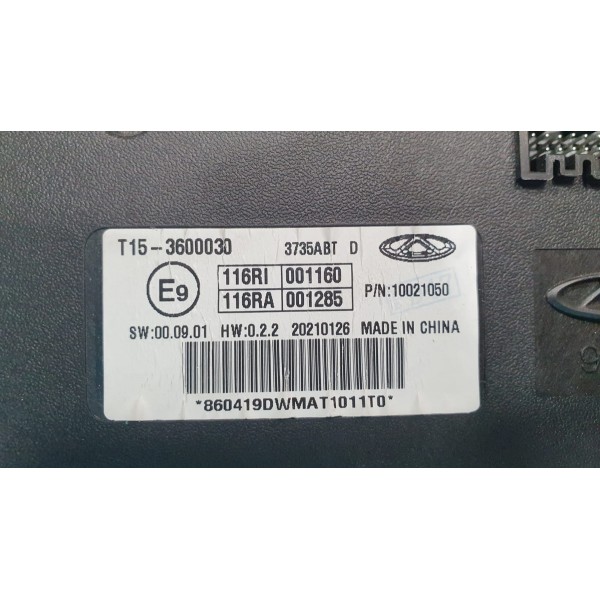 T15-3600030 3735ABT D
E9 116RI 001160
116RA 001285 P/N:10021050
SW:00.09.01 HW:0.2.2 20210126 MADE IN CHINA
*860419DWMAT1011T0*